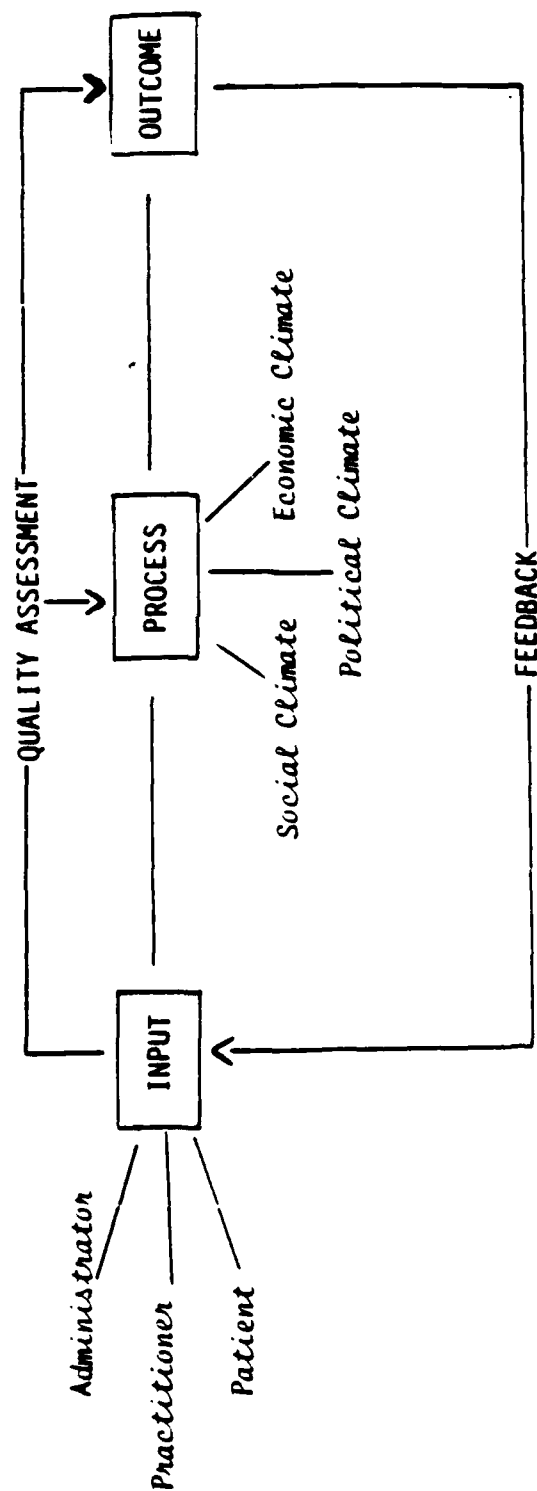 QUALITY ASSESSMENT
Administrator
Practitioner
Patient
INPUT
PROCESS
OUTCOME
Social Climate
Economic Climate
Political Climate
FEEDBACK